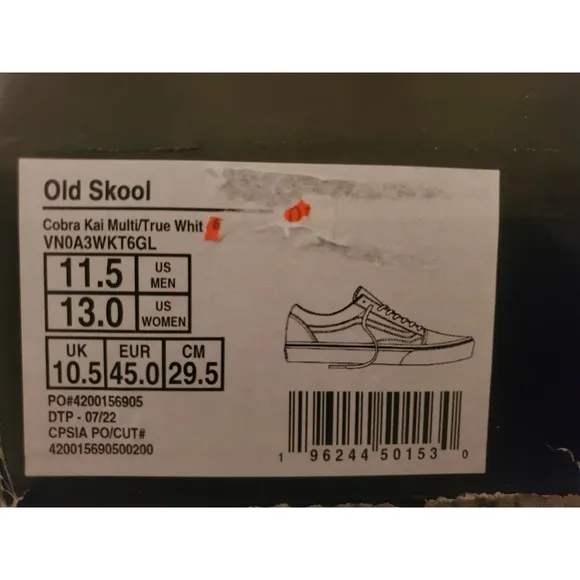 Old Skool
Cobra Kai Multi/True Whit
VN0A3WKT6GL
11.5 US MEN
13.0 US WOMEN
UK EUR CM
10.5 45.0 29.5
PO#4200156905
DTP - 07/22
CPSIA PO/CUT#
420015690500200
1 96244 50153 0